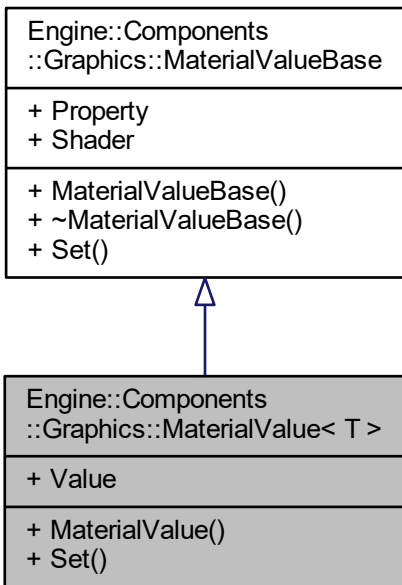 Engine::Components
::Graphics::MaterialValueBase
+ Property
+ Shader
+ MaterialValueBase()
+ ~MaterialValueBase()
+ Set()
Engine::Components
::Graphics::MaterialValue< T >
+ Value
+ MaterialValue()
+ Set()